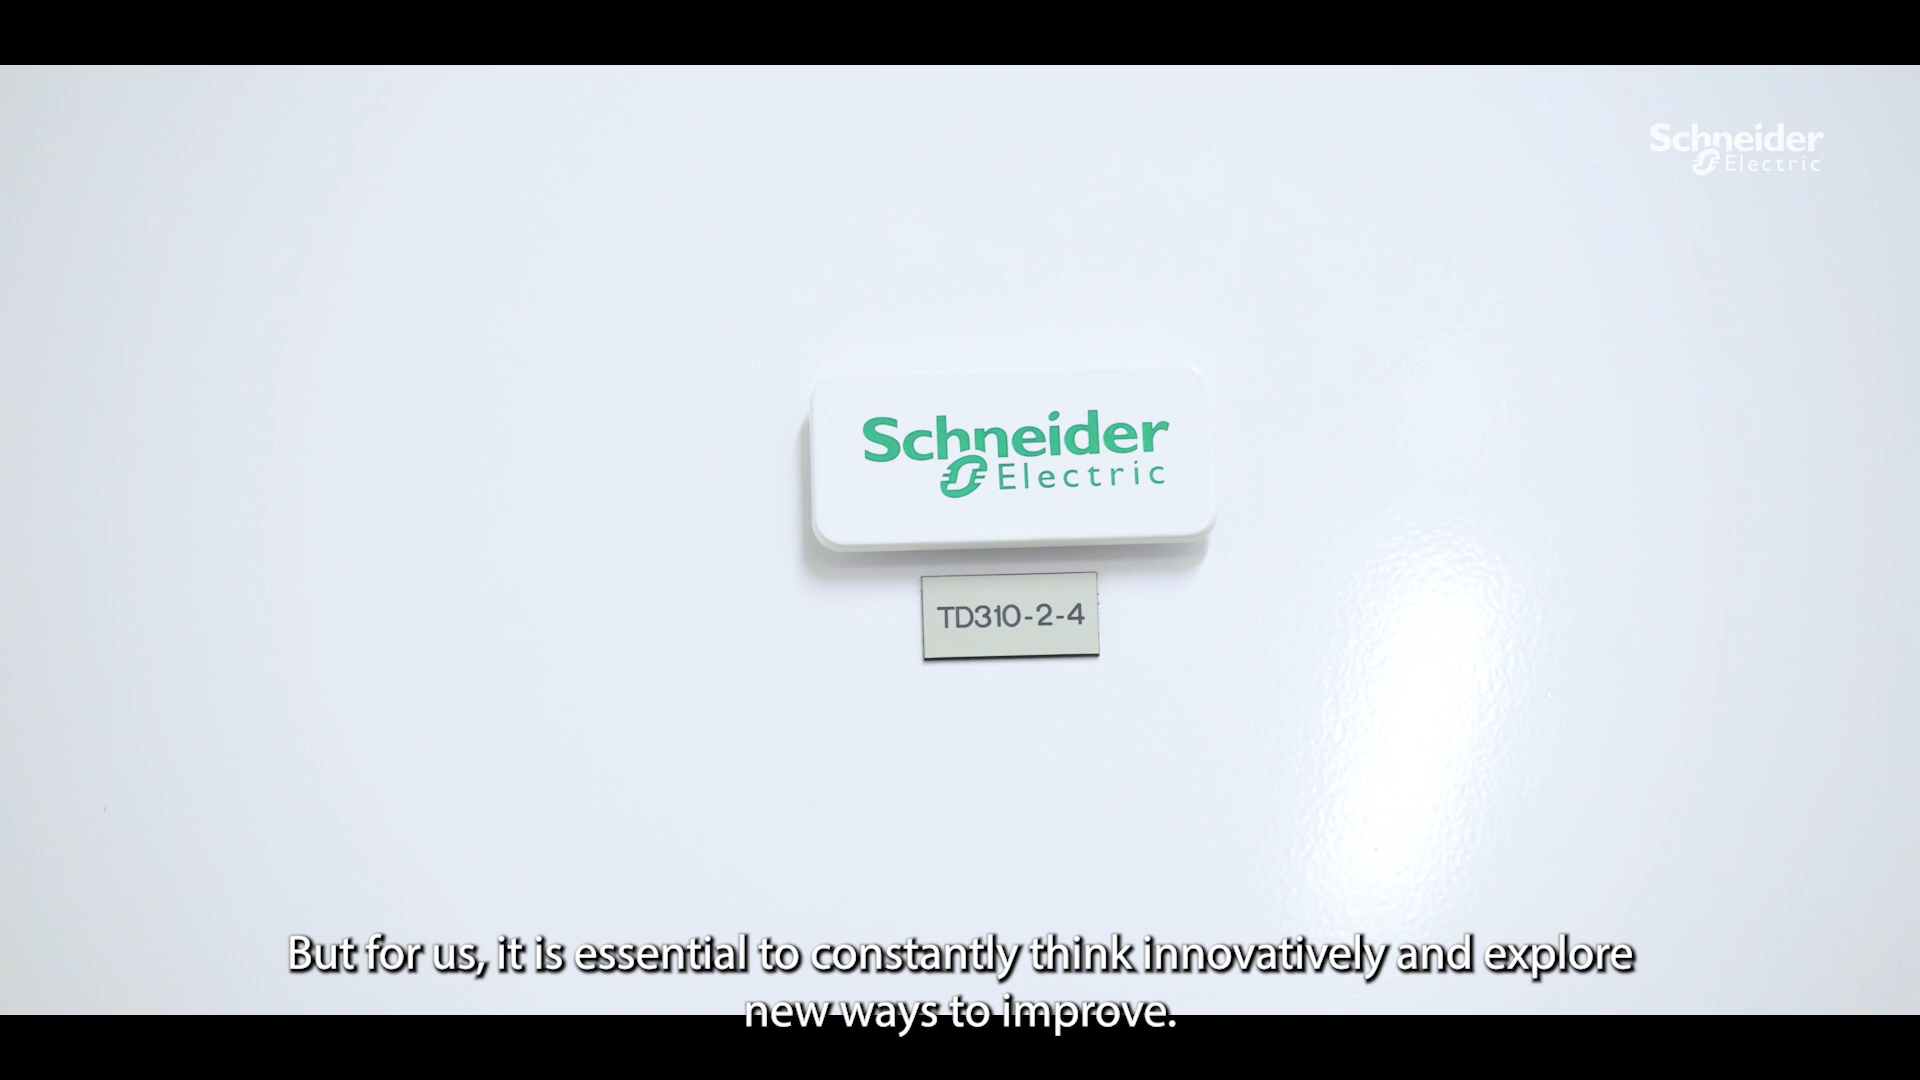 Schneider
Electric
Schneider
Electric
TD310-2-4
But for us, it is essential to constantly think innovatively and explore
new ways to improve.